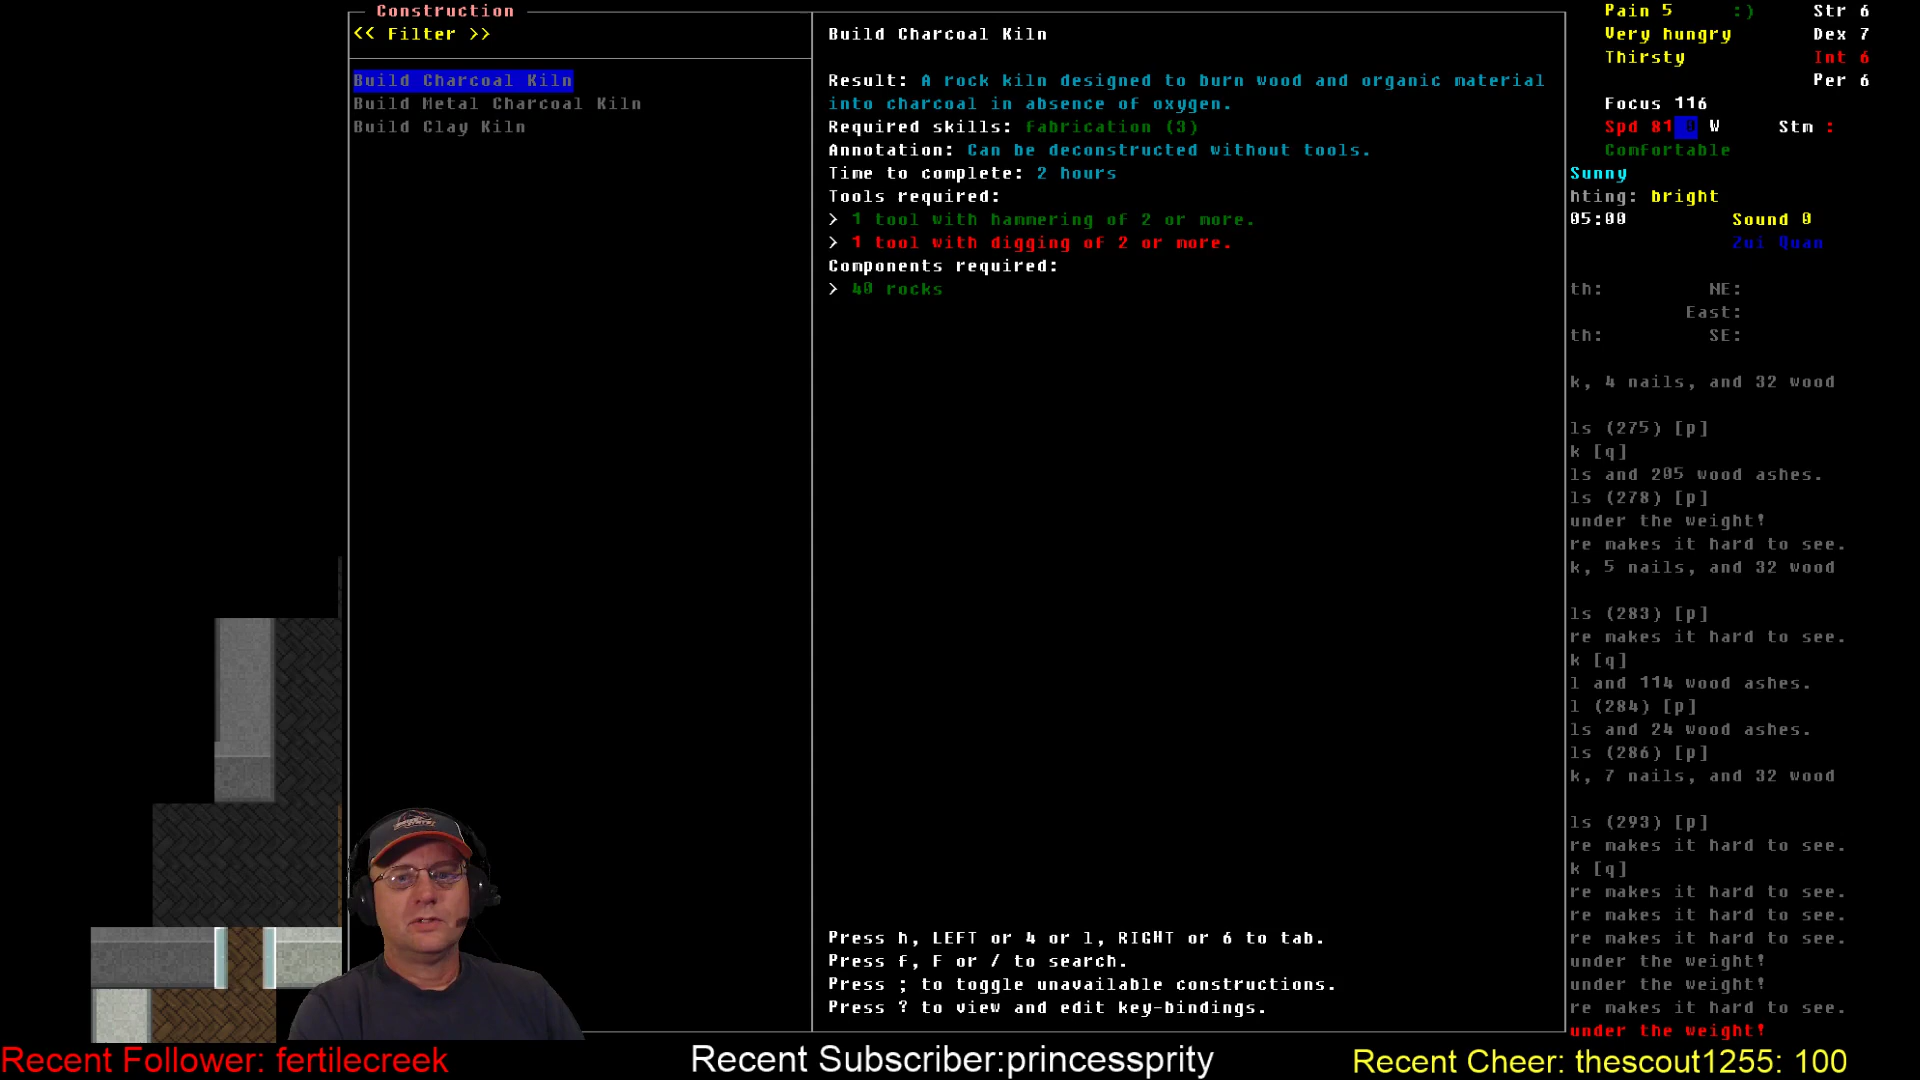 Construction
<< Filter >>
Build Charcoal Kiln
Build Metal Charcoal Kiln
Build Clay Kiln
Build Charcoal Kiln
Result: A rock kiln designed to burn wood and organic material
into charcoal in absence of oxygen.
Required skills: fabrication (3)
Annotation: Can be deconstructed without tools.
Time to complete: 2 hours
Tools required:
> 1 tool with hammering of 2 or more.
> 1 tool with digging of 2 or more.
Components required:
> 40 rocks
Press h, LEFT or 4 or l, RIGHT or 6 to tab.
Press f, F or / to search.
Press ; to toggle unavailable constructions.
Press ? to view and edit key-bindings.
Pain 5 :) Str 6
Very hungry Dex 7
Thirsty Int 6
Per 6
Focus 116
Spd 81 0 W Stm :
Comfortable
Sunny
hting: bright
05:00 Sound 0
Zui Quan
th: NE:
East:
th: SE:
k, 4 nails, and 32 wood
ls (275) [p]
k [q]
ls and 205 wood ashes.
ls (278) [p]
under the weight!
re makes it hard to see.
k, 5 nails, and 32 wood
ls (283) [p]
re makes it hard to see.
k [q]
l and 114 wood ashes.
l (284) [p]
ls and 24 wood ashes.
ls (286) [p]
k, 7 nails, and 32 wood
ls (293) [p]
re makes it hard to see.
k [q]
re makes it hard to see.
re makes it hard to see.
re makes it hard to see.
under the weight!
under the weight!
re makes it hard to see.
under the weight!
Recent Follower: fertilecreek
Recent Subscriber:princessprity
Recent Cheer: thescout1255: 100